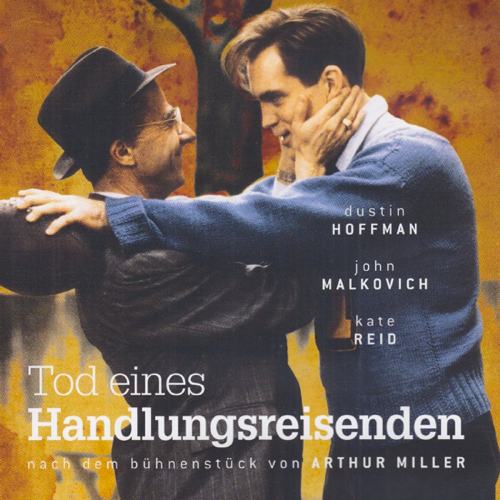 dustin
HOFFMAN
john
MALKOVICH
kate
REID
Tod eines
Handlungsreisenden
nach dem bühnenstück von ARTHUR MILLER